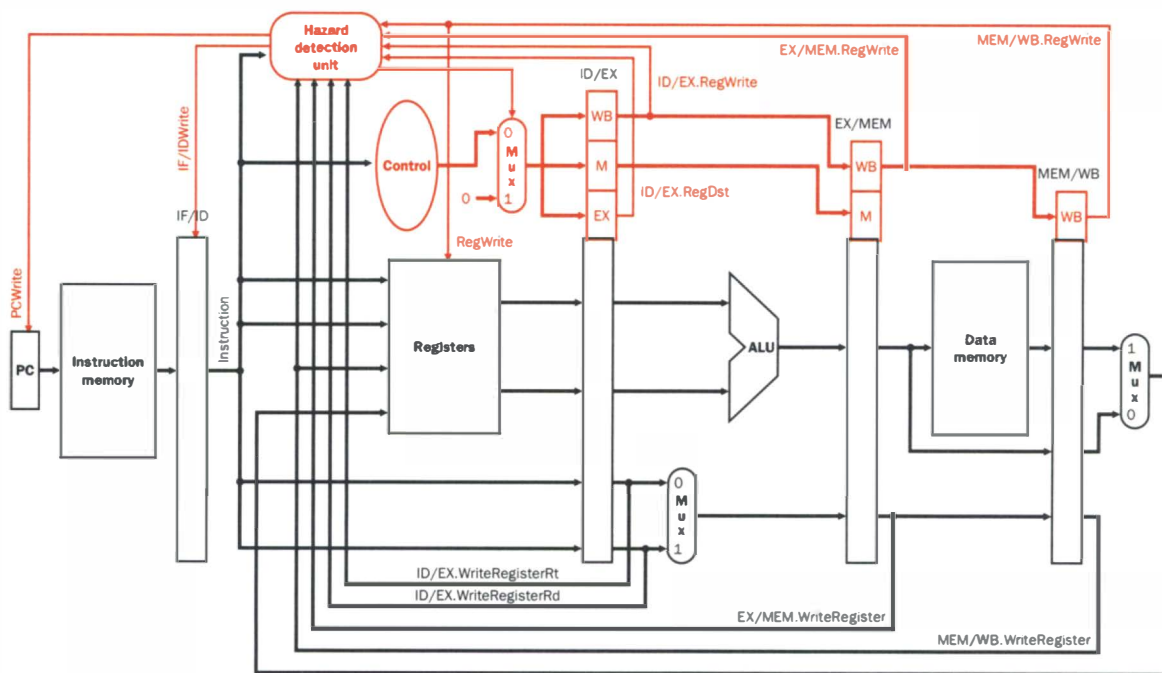 Hazard
detection
unit
MEM/WB.RegWrite
EX/MEM.RegWrite
ID/EX.RegWrite
ID/EX
EX/MEM
MEM/WB
IF/IDWrite
PCWrite
Control
0
M
u
x
1
0
WB
M
EX
ID/EX.RegDst
WB
M
WB
IF/ID
RegWrite
Instruction
PC
Instruction
memory
Registers
ALU
Data
memory
1
M
u
x
0
0
M
u
x
1
ID/EX.WriteRegisterRt
ID/EX.WriteRegisterRd
EX/MEM.WriteRegister
MEM/WB.WriteRegister